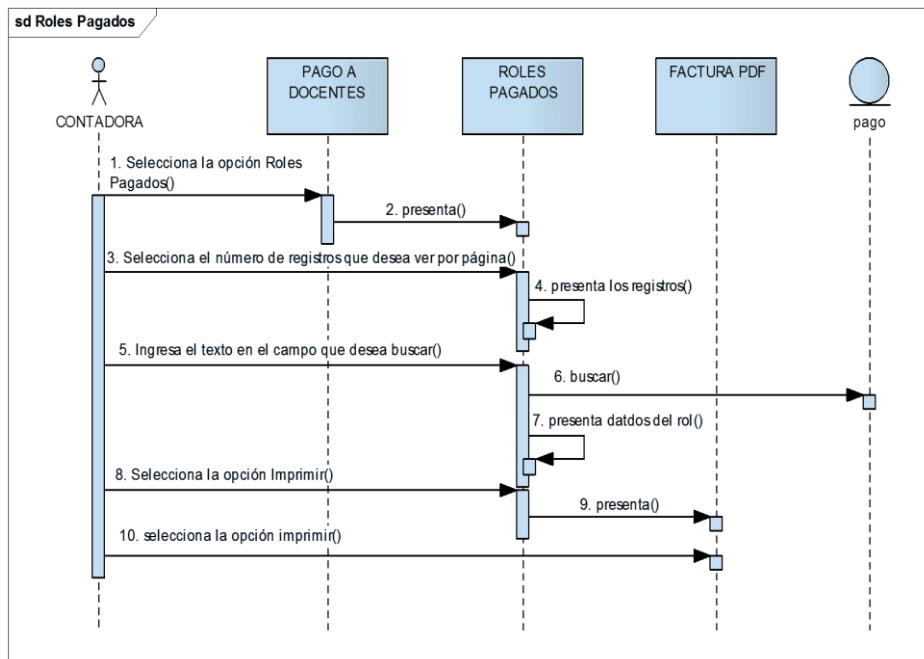 sd Roles Pagados
CONTADORA
PAGO A
DOCENTES
ROLES
PAGADOS
FACTURA PDF
pago
1. Selecciona la opción Roles
Pagados()
2. presenta()
3. Selecciona el número de registros que desea ver por página()
4. presenta los registros()
5. Ingresa el texto en el campo que desea buscar()
6. buscar()
7. presenta datdos del rol()
8. Selecciona la opción Imprimir()
9. presenta()
10. selecciona la opción imprimir()